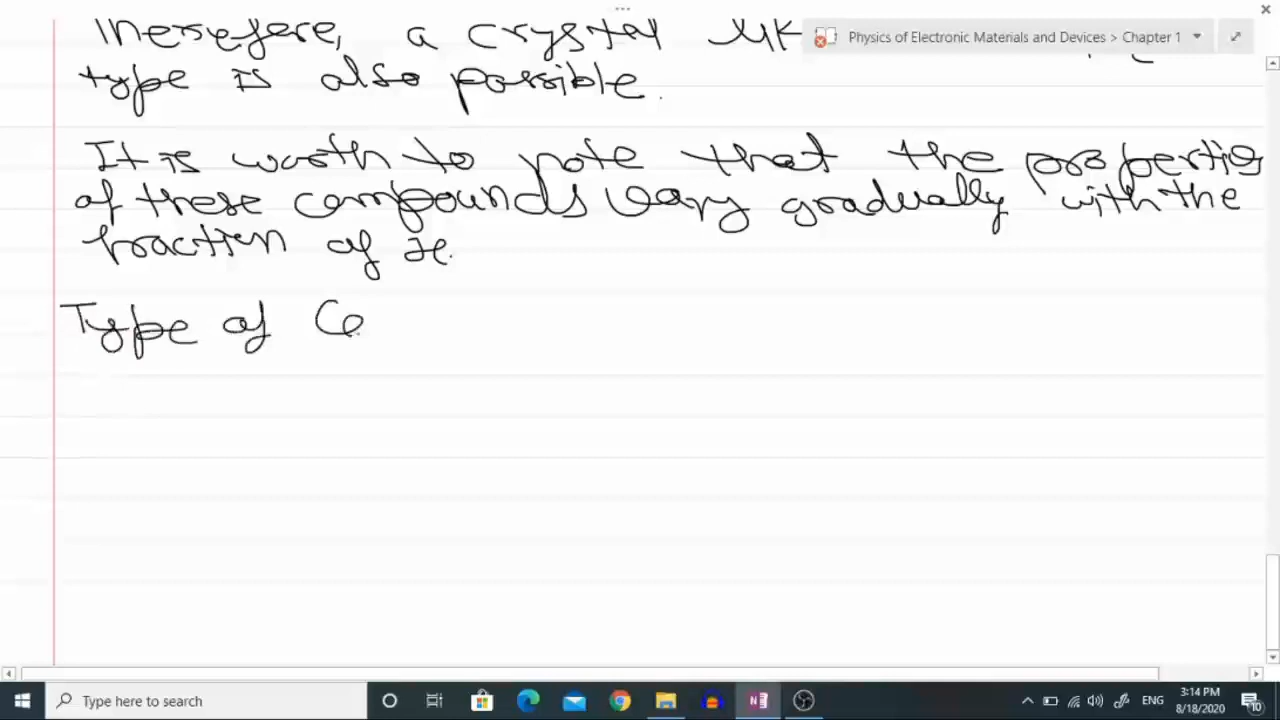 Therefore, a crystal like
Physics of Electronic Materials and Devices > Chapter 1
type is also possible.
It is worth to note that the properties
of these compounds vary gradually with the
fraction of x.
Type of Co
Type here to search
ENG
3:14 PM
8/18/2020
10